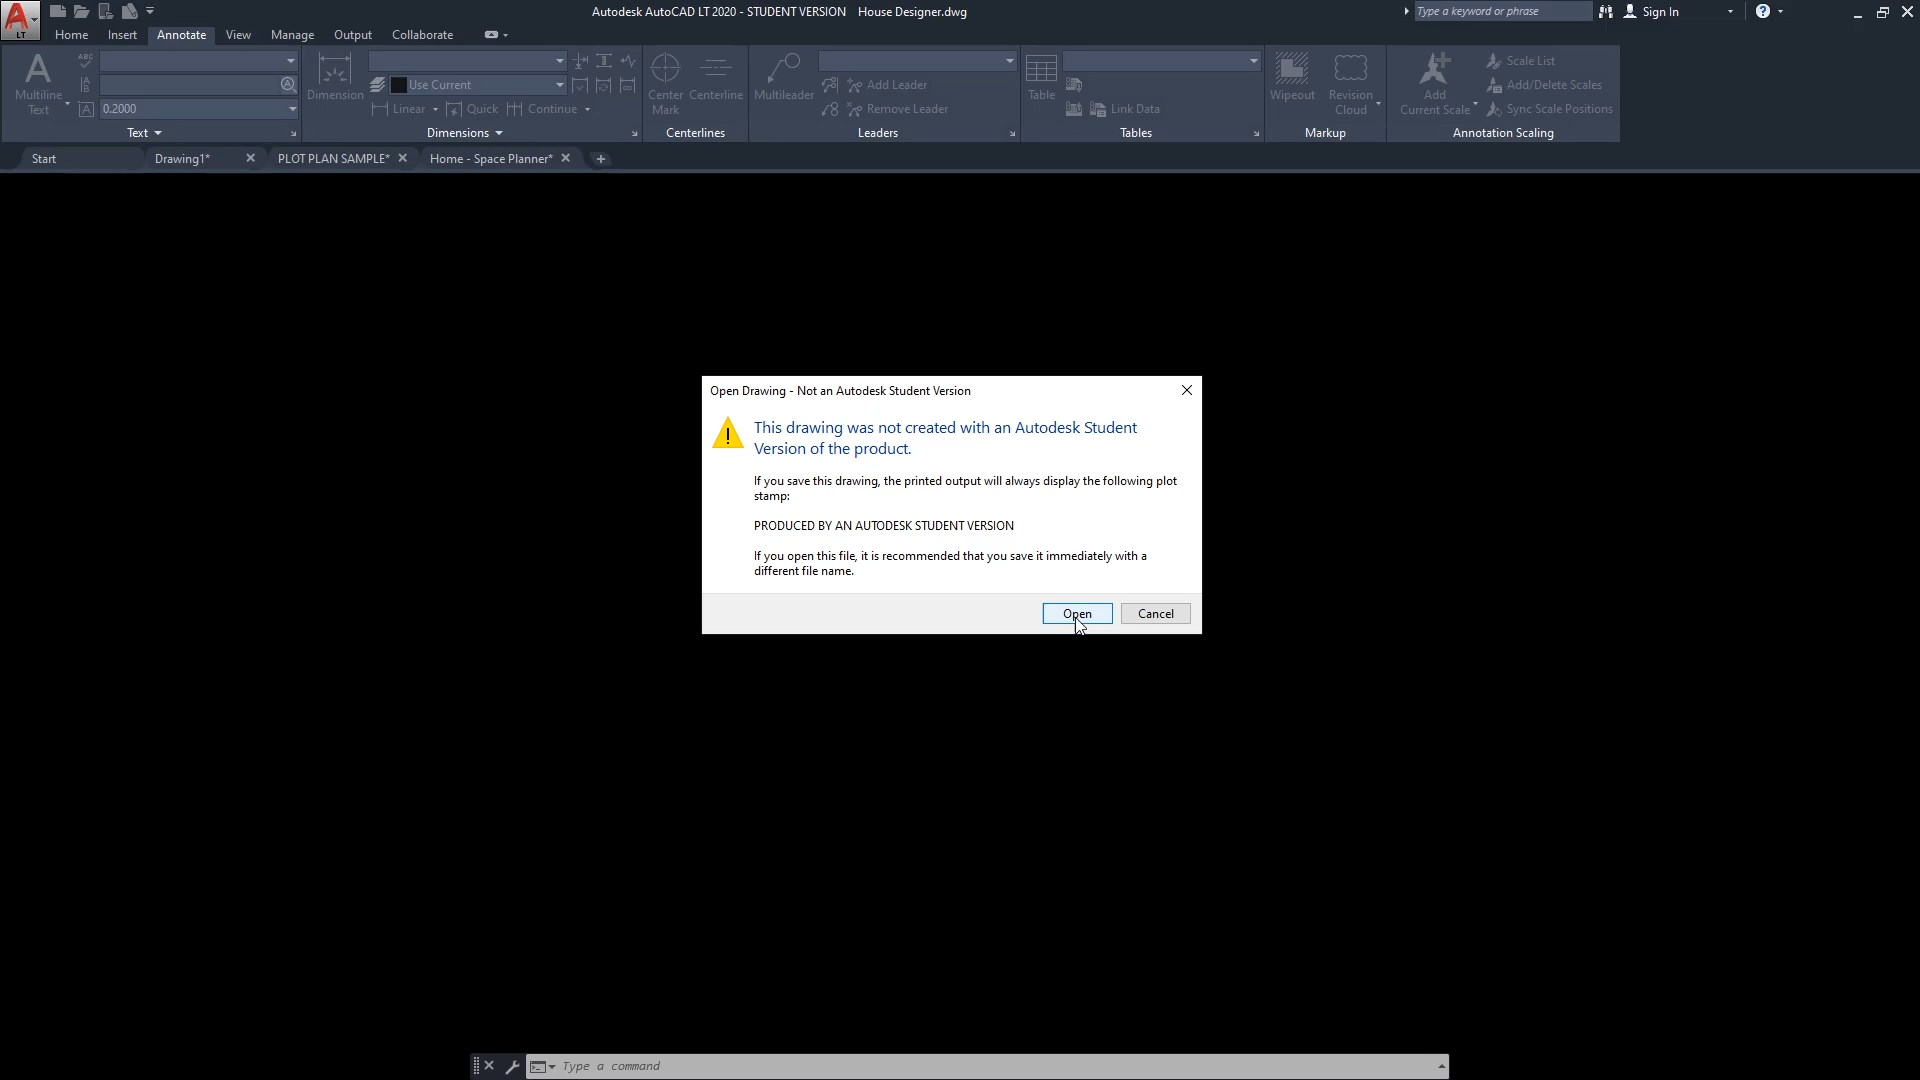 Autodesk AutoCAD LT 2020 - STUDENT VERSION House Designer.dwg
Type a keyword or phrase
Sign In
LT
Home Insert Annotate View Manage Output Collaborate
Multiline
Text
ABC
0.2000
Text
Dimension
Use Current
Linear Quick Continue
Dimensions
Center
Mark
Centerline
Centerlines
Multileader
Add Leader
Remove Leader
Leaders
Table
Link Data
Tables
Wipeout
Revision
Cloud
Markup
Add
Current Scale
Scale List
Add/Delete Scales
Sync Scale Positions
Annotation Scaling
Start Drawing1* PLOT PLAN SAMPLE* Home - Space Planner*
Open Drawing - Not an Autodesk Student Version
This drawing was not created with an Autodesk Student
Version of the product.
If you save this drawing, the printed output will always display the following plot
stamp:
PRODUCED BY AN AUTODESK STUDENT VERSION
If you open this file, it is recommended that you save it immediately with a
different file name.
Open Cancel
Type a command